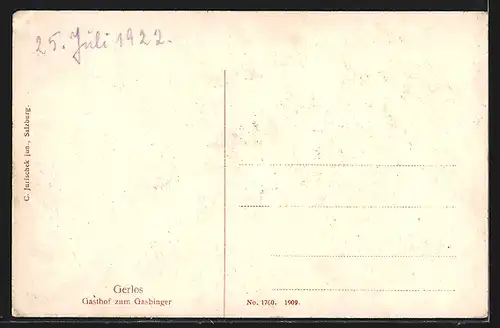 25. Juli 1922.
C. Jurischek jun., Salzburg.
Gerlos
Gasthof zum Gasbinger
No. 1760. 1909.